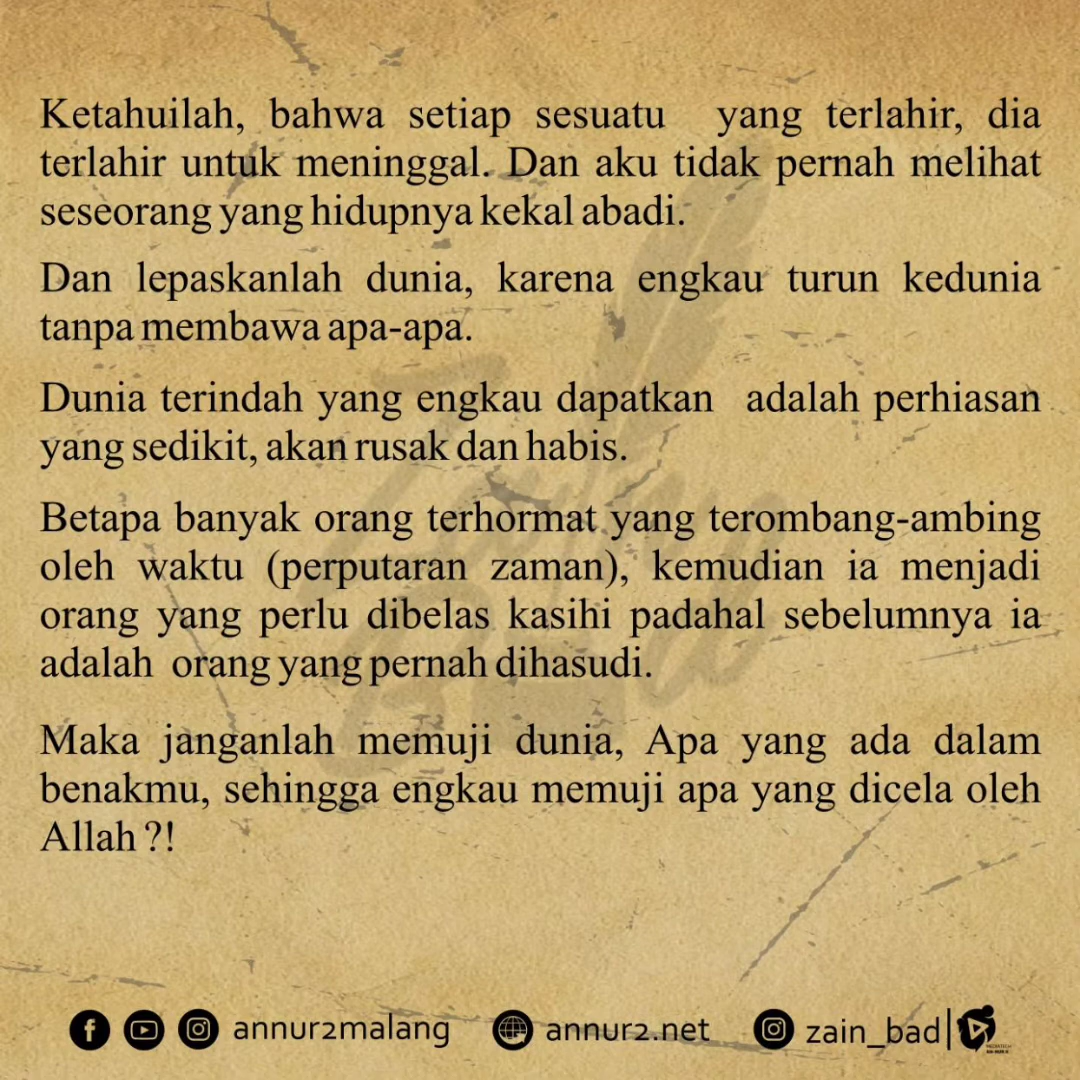 Ketahuilah, bahwa setiap sesuatu yang terlahir, dia
terlahir untuk meninggal. Dan aku tidak pernah melihat
seseorang yang hidupnya kekal abadi.
Dan lepaskanlah dunia, karena engkau turun kedunia
tanpa membawa apa-apa.
Dunia terindah yang engkau dapatkan adalah perhiasan
yang sedikit, akan rusak dan habis.
Betapa banyak orang terhormat yang terombang-ambing
oleh waktu (perputaran zaman), kemudian ia menjadi
orang yang perlu dibelas kasihi padahal sebelumnya ia
adalah orang yang pernah dihasudi.
Maka janganlah memuji dunia, Apa yang ada dalam
benakmu, sehingga engkau memuji apa yang dicela oleh
Allah ?!
annur2malang annur2.net zain_bad|